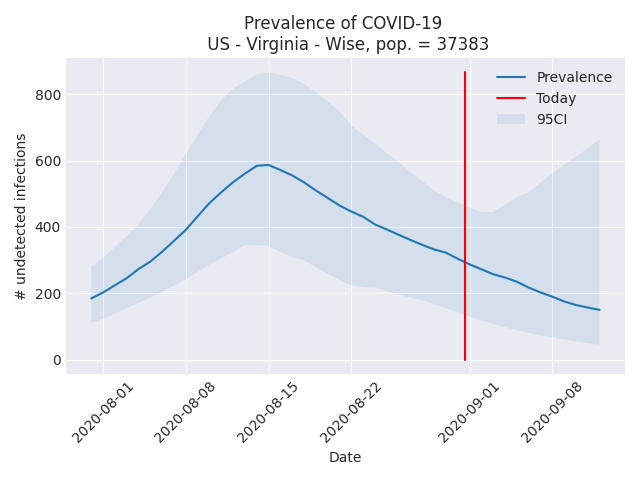 Prevalence of COVID-19
US - Virginia - Wise, pop. = 37383
Prevalence
Today
95CI
# undetected infections
800
600
400
200
0
2020-08-01
2020-08-08
2020-08-15
2020-08-22
2020-09-01
2020-09-08
Date